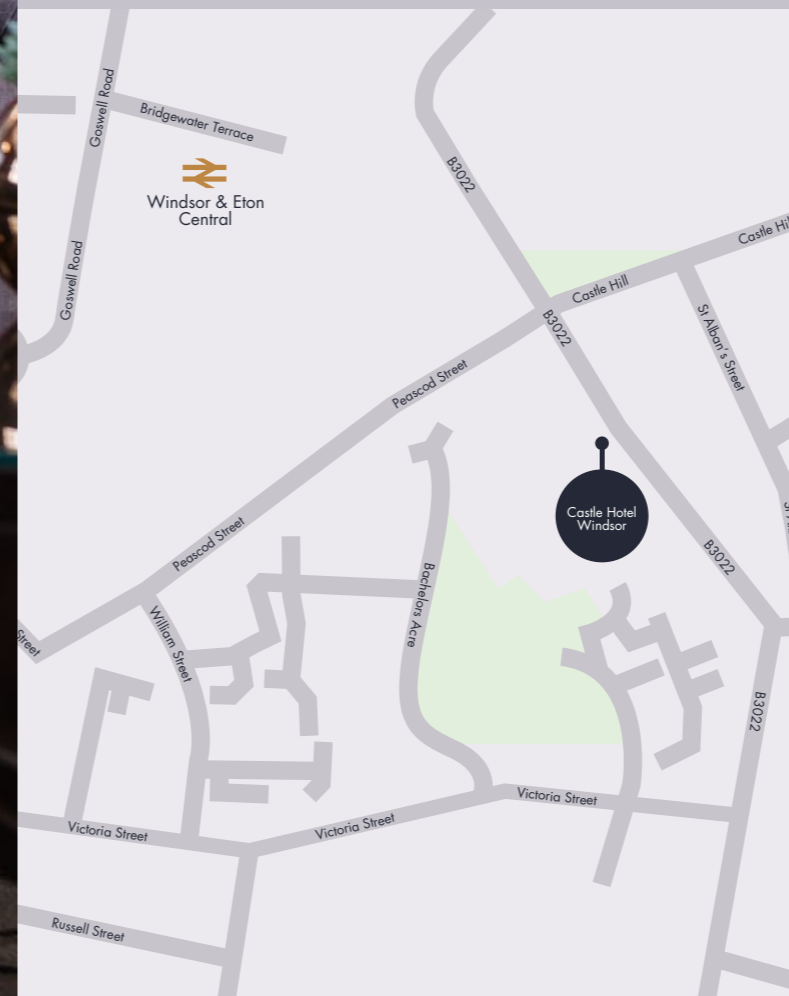 Goswell Road
Bridgewater Terrace
B3022
Windsor & Eton
Central
Castle Hill
Goswell Road
Castle Hill
B3022
St Alban's Street
Peascod Street
Castle Hotel
Windsor
Peascod Street
B3022
Bachelors Acre
William Street
Street
B3022
Victoria Street
Victoria Street
Victoria Street
Russell Street